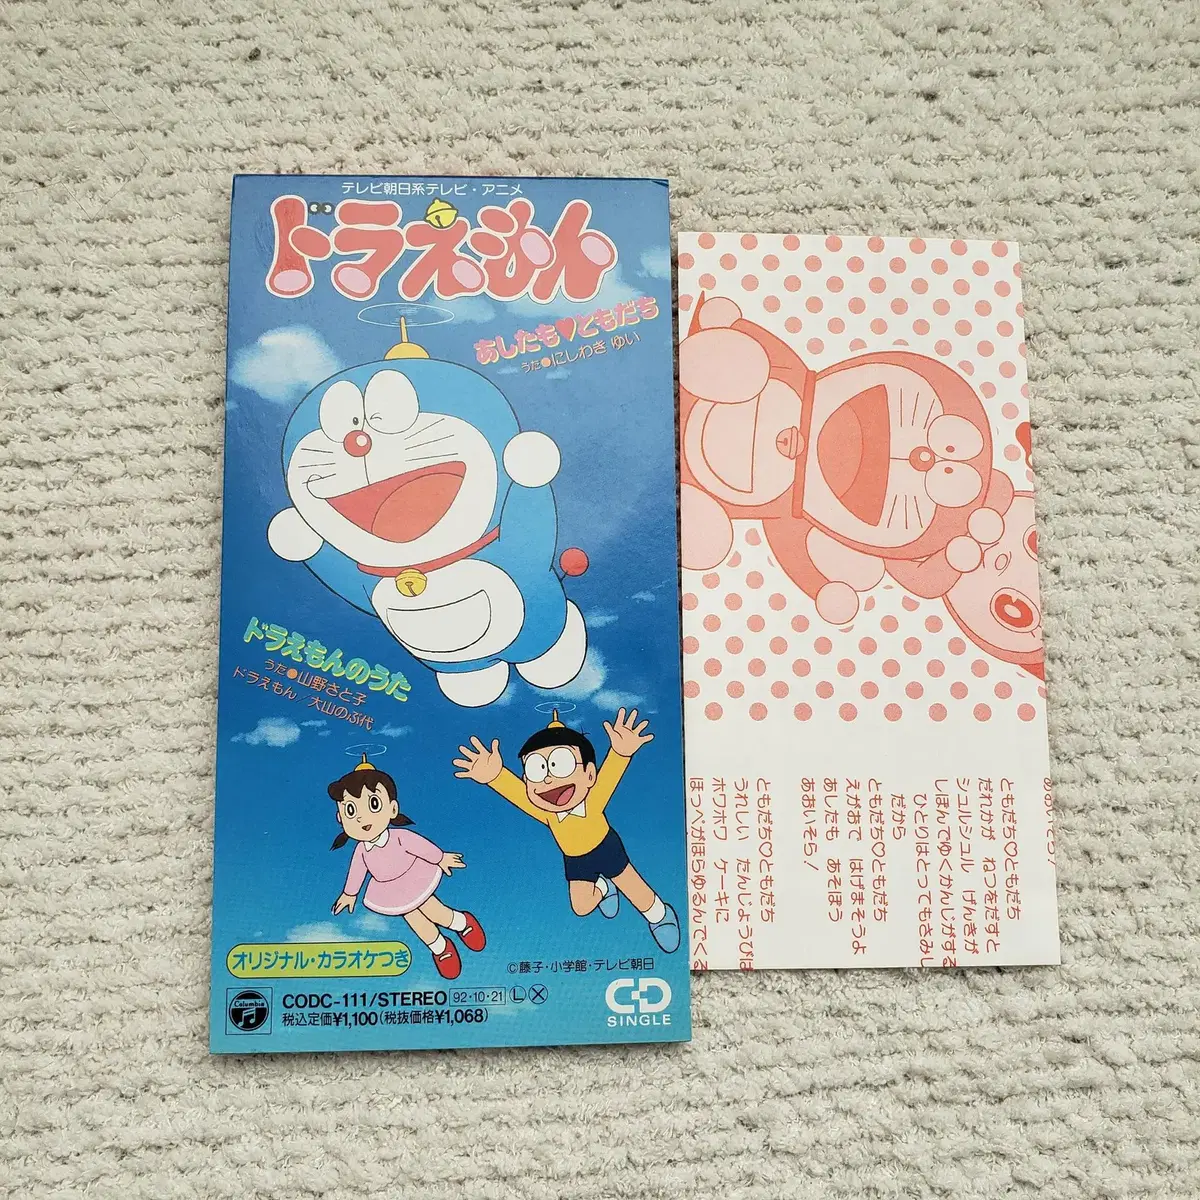 テレビ朝日系テレビ・アニメ
ドラえもん
あしたも♥ともだち
うた●にしわき ゆい
ドラえもんのうた
うた●山野さと子
ドラえもん/大山のぶ代
オリジナル・カラオケつき
©藤子・小学館・テレビ朝日
Columbia
CODC-111/STEREO 92・10・21 Ⓛ Ⓧ
税込定価¥1,100(税抜価格¥1,068)
CD
SINGLE
ともだち♡ともだち
だれかが ねつをだすと
シュルシュル げんきが
しぼんでゆくかんじがする
ひとりはとってもさみし
だから
ともだち♡ともだち
えがおで はげまそうよ
あしたも あそぼう
あおいそら/
ともだち♡ともだち
うれしい たんじょうびは
ホワホワ ケーキに
ほっぺがほらゆるんでくる